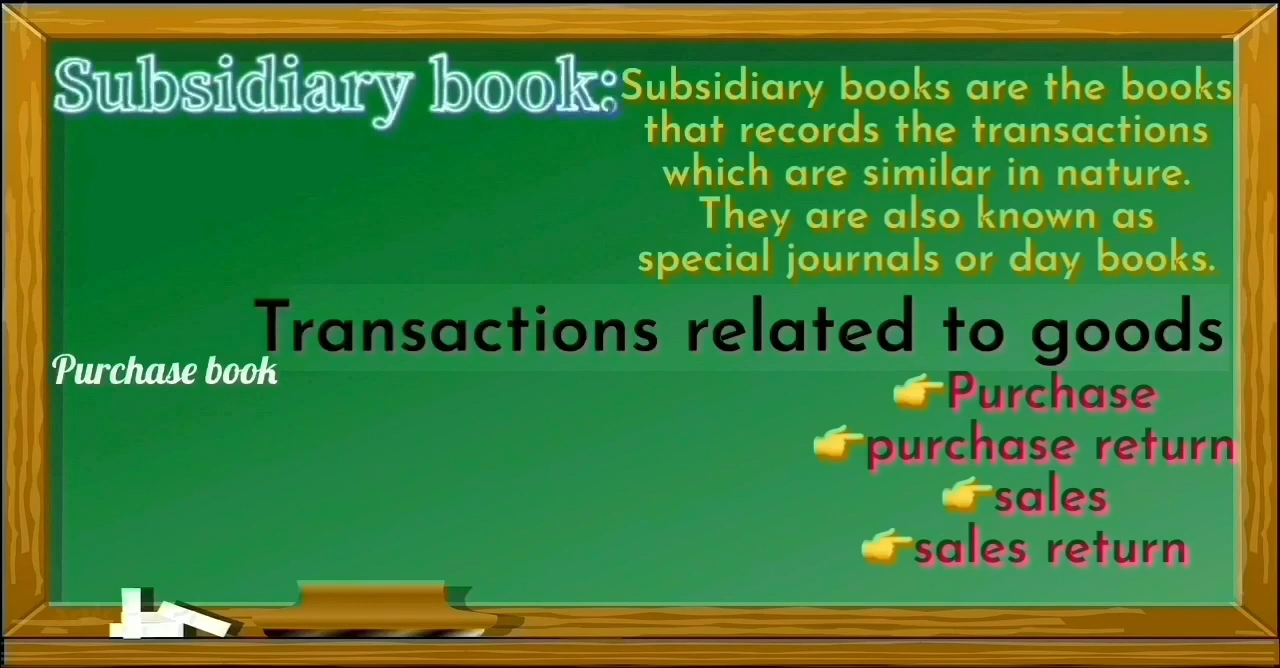 Subsidiary book:
Subsidiary books are the books
that records the transactions
which are similar in nature.
They are also known as
special journals or day books.
Transactions related to goods
Purchase book
👉Purchase
👉purchase return
👉sales
👉sales return